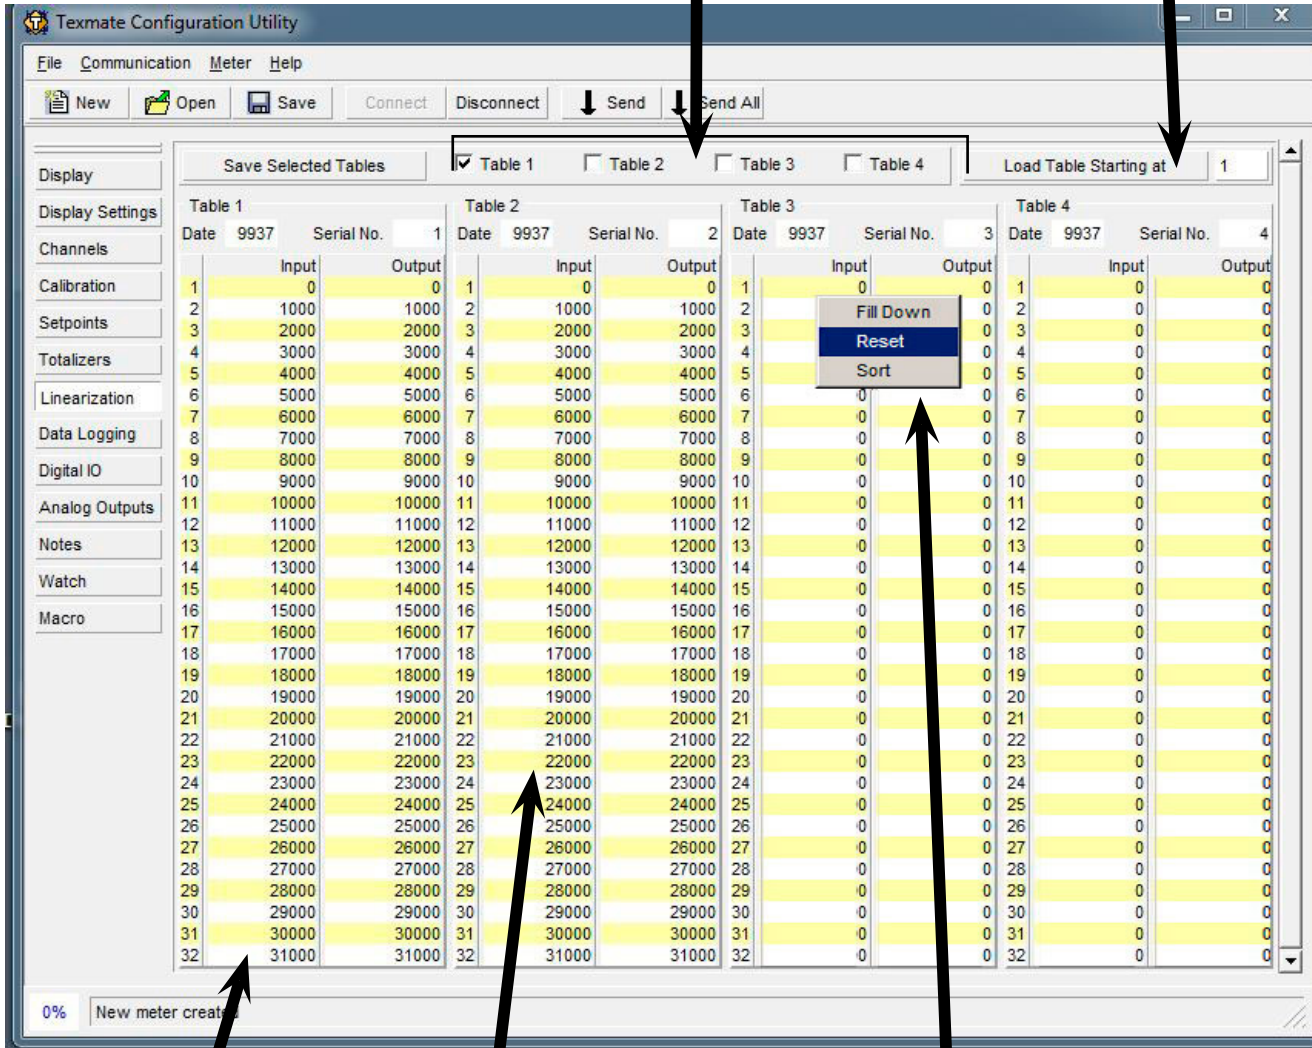 Texmate Configuration Utility
File Communication Meter Help
New Open Save Connect Disconnect Send Send All
Save Selected Tables Table 1 Table 2 Table 3 Table 4 Load Table Starting at 1
Display
Display Settings
Channels
Calibration
Setpoints
Totalizers
Linearization
Data Logging
Digital IO
Analog Outputs
Notes
Watch
Macro
Table 1 Table 2 Table 3 Table 4
Date 9937 Serial No. 1 Date 9937 Serial No. 2 Date 9937 Serial No. 3 Date 9937 Serial No. 4
Input Output Input Output Input Output Input Output
1 0 0 1 0 0 1 0 0 1 0 0
2 1000 1000 2 1000 1000 2 0 2 0 0
3 2000 2000 3 2000 2000 3 0 3 0 0
4 3000 3000 4 3000 3000 4 0 4 0 0
5 4000 4000 5 4000 4000 5 0 5 0 0
6 5000 5000 6 5000 5000 6 0 0 6 0 0
7 6000 6000 7 6000 6000 7 0 0 7 0 0
8 7000 7000 8 7000 7000 8 0 0 8 0 0
9 8000 8000 9 8000 8000 9 0 0 9 0 0
10 9000 9000 10 9000 9000 10 0 0 10 0 0
11 10000 10000 11 10000 10000 11 0 0 11 0 0
12 11000 11000 12 11000 11000 12 0 0 12 0 0
13 12000 12000 13 12000 12000 13 0 0 13 0 0
14 13000 13000 14 13000 13000 14 0 0 14 0 0
15 14000 14000 15 14000 14000 15 0 0 15 0 0
16 15000 15000 16 15000 15000 16 0 0 16 0 0
17 16000 16000 17 16000 16000 17 0 0 17 0 0
18 17000 17000 18 17000 17000 18 0 0 18 0 0
19 18000 18000 19 18000 18000 19 0 0 19 0 0
20 19000 19000 20 19000 19000 20 0 0 20 0 0
21 20000 20000 21 20000 20000 21 0 0 21 0 0
22 21000 21000 22 21000 21000 22 0 0 22 0 0
23 22000 22000 23 22000 22000 23 0 0 23 0 0
24 23000 23000 24 23000 23000 24 0 0 24 0 0
25 24000 24000 25 24000 24000 25 0 0 25 0 0
26 25000 25000 26 25000 25000 26 0 0 26 0 0
27 26000 26000 27 26000 26000 27 0 0 27 0 0
28 27000 27000 28 27000 27000 28 0 0 28 0 0
29 28000 28000 29 28000 28000 29 0 0 29 0 0
30 29000 29000 30 29000 29000 30 0 0 30 0 0
31 30000 30000 31 30000 30000 31 0 0 31 0 0
32 31000 31000 32 31000 31000 32 0 0 32 0 0
Fill Down
Reset
Sort
0% New meter created